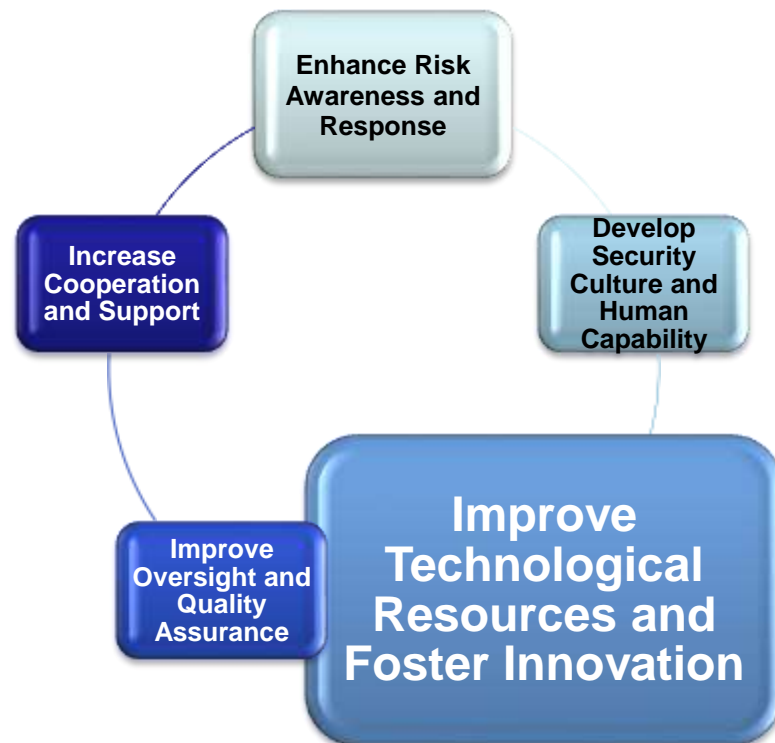 Enhance Risk
Awareness and
Response
Develop
Security
Culture and
Human
Capability
Improve
Technological
Resources and
Foster Innovation
Improve
Oversight and
Quality
Assurance
Increase
Cooperation
and Support